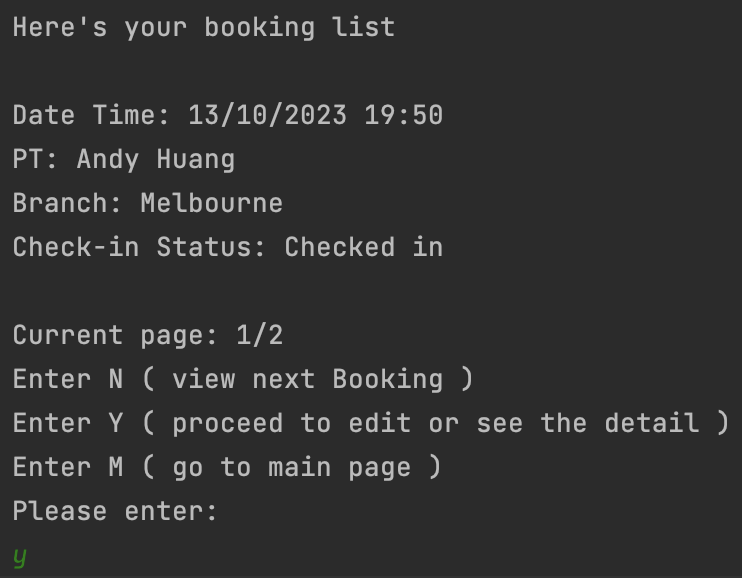 Here's your booking list
Date Time: 13/10/2023 19:50
PT: Andy Huang
Branch: Melbourne
Check-in Status: Checked in
Current page: 1/2
Enter N ( view next Booking )
Enter Y ( proceed to edit or see the detail )
Enter M ( go to main page )
Please enter:
y